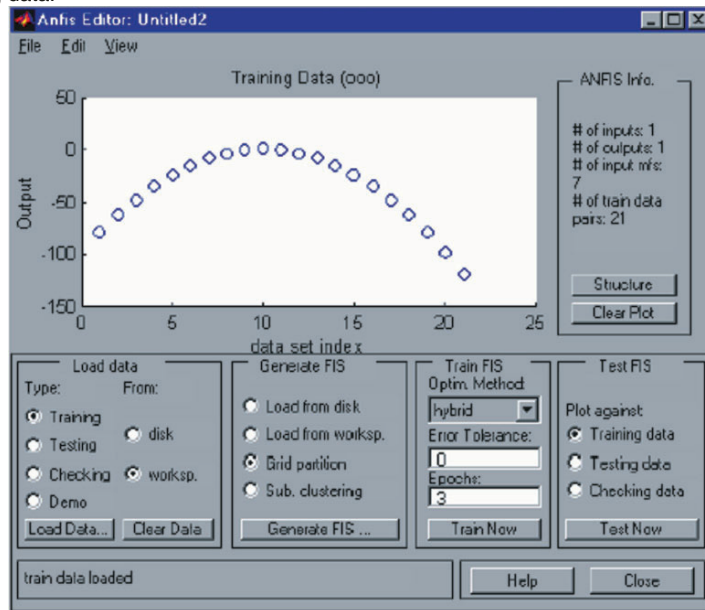 data.
Anfis Editor: Untitled2
File Edit View
Training Data (ooo)
50
0
-50
-100
-150
Output
0 5 10 15 20 25
data set index
ANFIS Info.
# of inputs: 1
# of outputs: 1
# of input mfs:
7
# of train data
pairs: 21
Structure
Clear Plot
Load data
Type: From:
Training
Testing
Checking
Demo
disk
worksp.
Load Data... Clear Data
Generate FIS
Load from disk
Load from worksp.
Grid partition
Sub. clustering
Generate FIS ...
Train FIS
Optim. Method:
hybrid
Error Tolerance:
0
Epochs:
3
Train Now
Test FIS
Plot against:
Training data
Testing data
Checking data
Test Now
train data loaded
Help Close